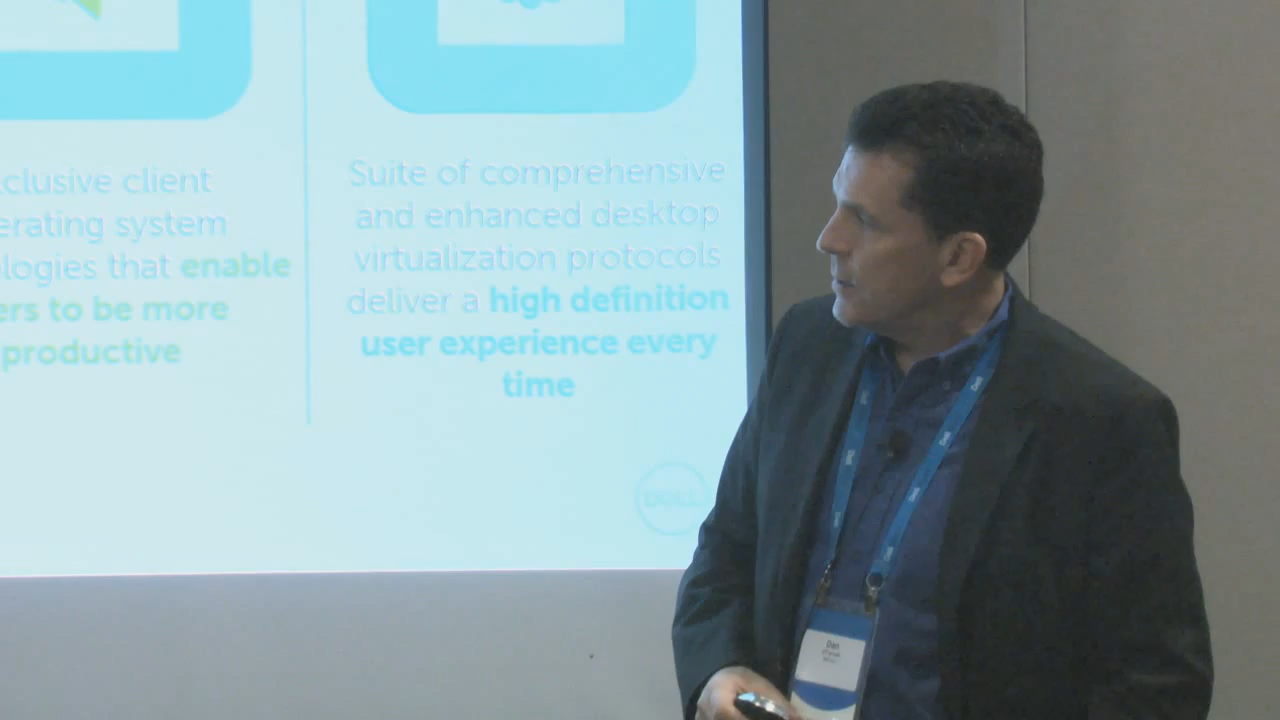 clusive client
erating system
ologies that enable
ers to be more
productive
Suite of comprehensive
and enhanced desktop
virtualization protocols
deliver a high definition
user experience every
time
DELL
Dan